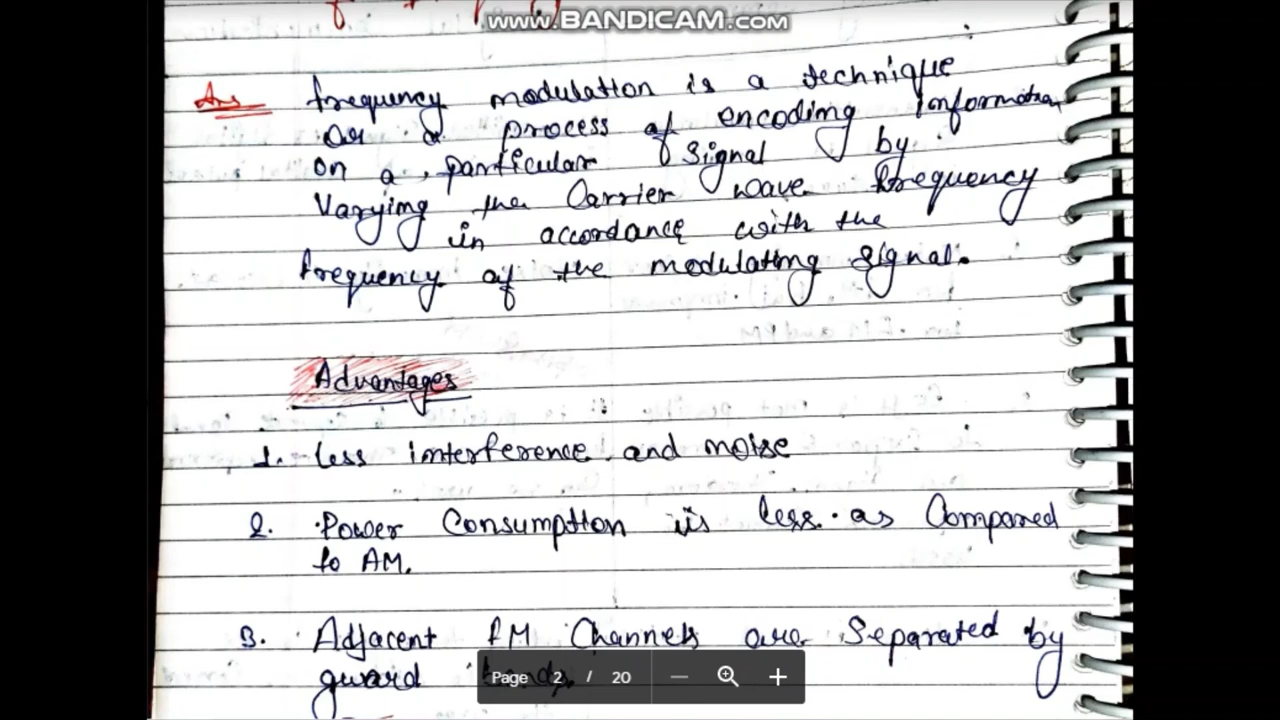 www.BANDICAM.com
Ans frequency modulation is a technique
or a process of encoding information
on a particular signal by
Varying the Carrier wave frequency
in accordance with the
frequency of the modulating signal.
Advantages
1. Less interference and noise
2. Power Consumption is less as Compared
to AM.
3. Adjacent FM Channels are Separated by
guard
Page 2 / 20